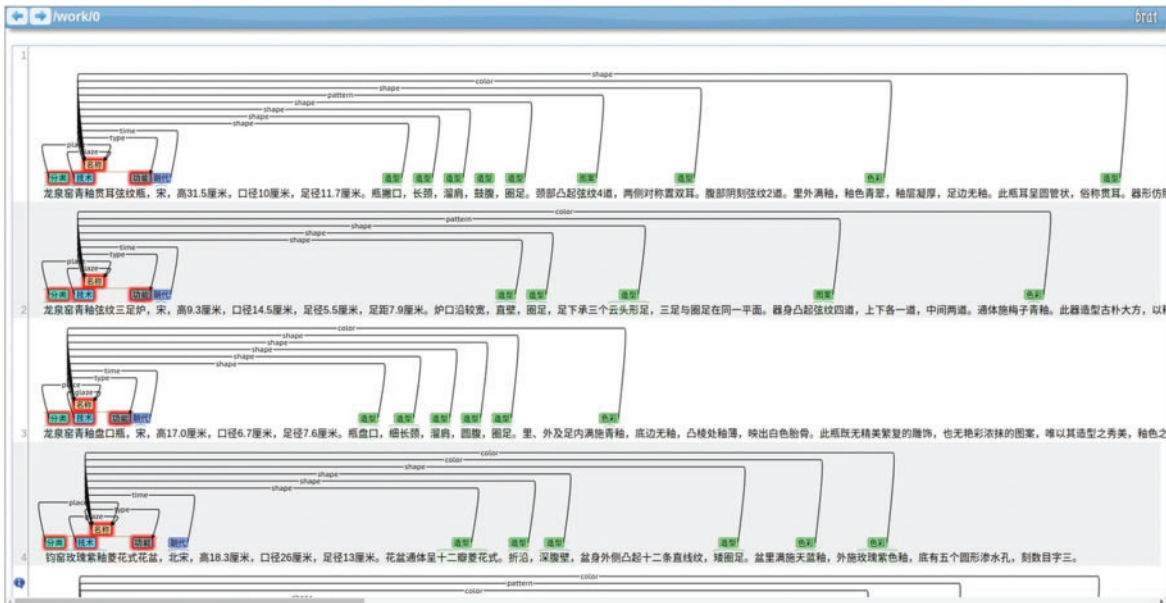 /work/0
brat
1
shape
color
shape
pattern
shape
shape
shape
shape
time
type
place
glaze
名称
分类 技术 功能 朝代 造型 造型 造型 造型 造型 图案 造型 色彩 造型
龙泉窑青釉贯耳弦纹瓶，宋，高31.5厘米，口径10厘米，足径11.7厘米。瓶撇口，长颈，溜肩，鼓腹，圈足。颈部阴刻弦纹4道，两侧对称置双耳。腹部阴刻弦纹2道。里外满釉，釉色青翠，釉层凝厚，足边无釉。此瓶耳呈圆管状，俗称贯耳。器形仿
color
pattern
shape
shape
shape
time
type
place
glaze
名称
分类 技术 功能 朝代 造型 造型 造型 图案 色彩
2 龙泉窑青釉弦纹三足炉，宋，高9.3厘米，口径14.5厘米，足径5.5厘米，足距7.9厘米。炉口沿较宽，直壁，圈足，足下承三个云头形足，三足与圈足在同一平面。器身凸起弦纹四道，上下各一道，中间两道。通体施梅子青釉。此器造型古朴大方，以
color
shape
shape
shape
shape
shape
time
type
place
glaze
名称
分类 技术 功能 朝代 造型 造型 造型 造型 造型 色彩
3 龙泉窑青釉盘口瓶，宋，高17.0厘米，口径6.7厘米，足径7.6厘米。瓶盘口，细长颈，溜肩，圆腹，圈足。里、外及足内满施青釉，底边无釉，凸棱处釉薄，映出白色胎骨。此瓶既无精美繁复的雕饰，也无艳彩浓抹的图案，唯以其造型之秀美，釉色之
color
color
shape
shape
shape
shape
time
type
place
glaze
名称
分类 技术 功能 朝代 造型 造型 造型 造型 色彩 色彩
4 钧窑玫瑰紫釉菱花式花盆，北宋，高18.3厘米，口径26厘米，足径13厘米。花盆通体呈十二瓣菱花式。折沿，深腹壁，盆身外侧凸起十二条直线纹，矮圈足。盆里满施天蓝釉，外施玫瑰紫色釉，底有五个圆形渗水孔，刻数目字三。
color
pattern
color
shape